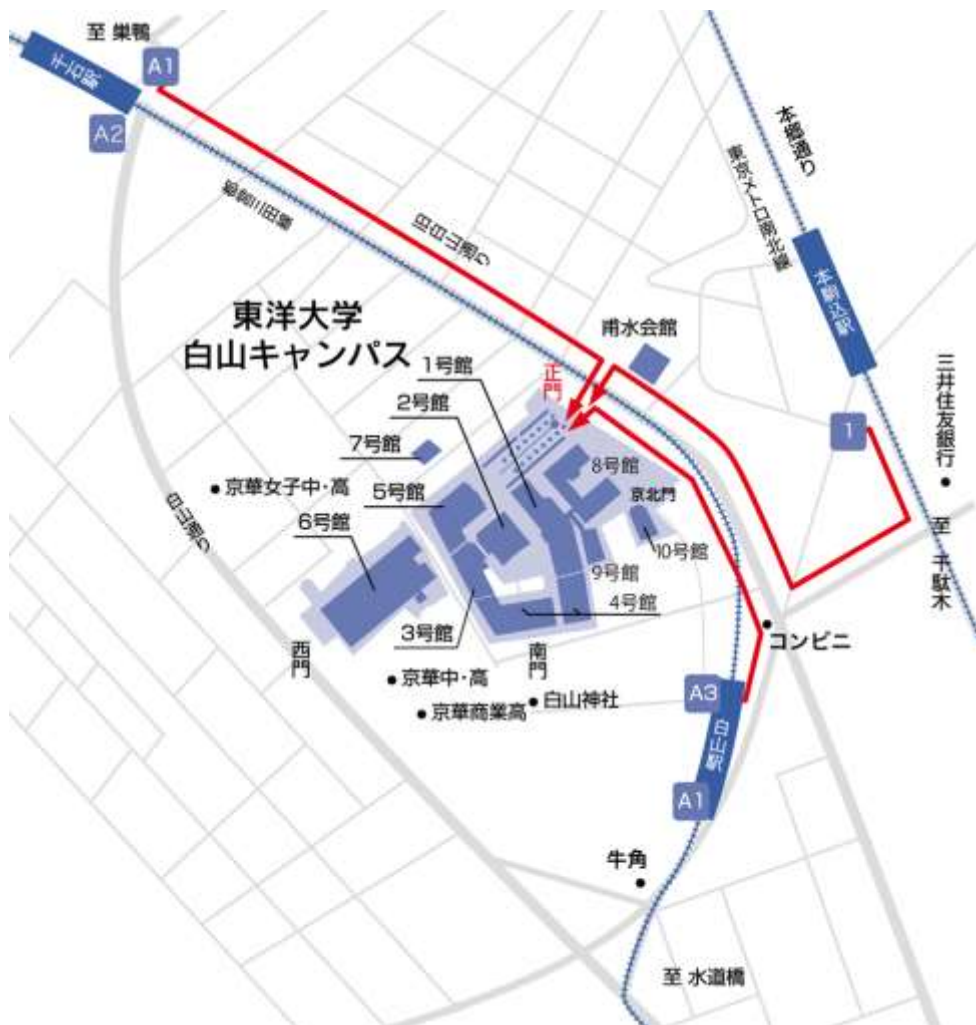 至 巣鴨
A1
千石駅
A2
都営三田線
旧白山通り
本郷通り
東京メトロ南北線
本駒込駅
1
三井住友銀行
至 千駄木
甫水会館
東洋大学
白山キャンパス
正門
1号館
2号館
7号館
京華女子中・高
5号館
6号館
8号館
京北門
10号館
9号館
4号館
3号館
白山通り
西門
南門
京華中・高
京華商業高
白山神社
コンビニ
A3
白山駅
A1
牛角
至 水道橋